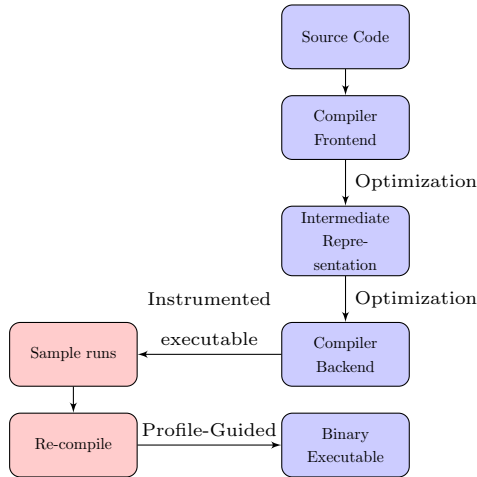 Source Code
Compiler
Frontend
Optimization
Intermediate
Repre-
sentation
Optimization
Instrumented
executable
Sample runs
Compiler
Backend
Re-compile
Profile-Guided
Binary
Executable